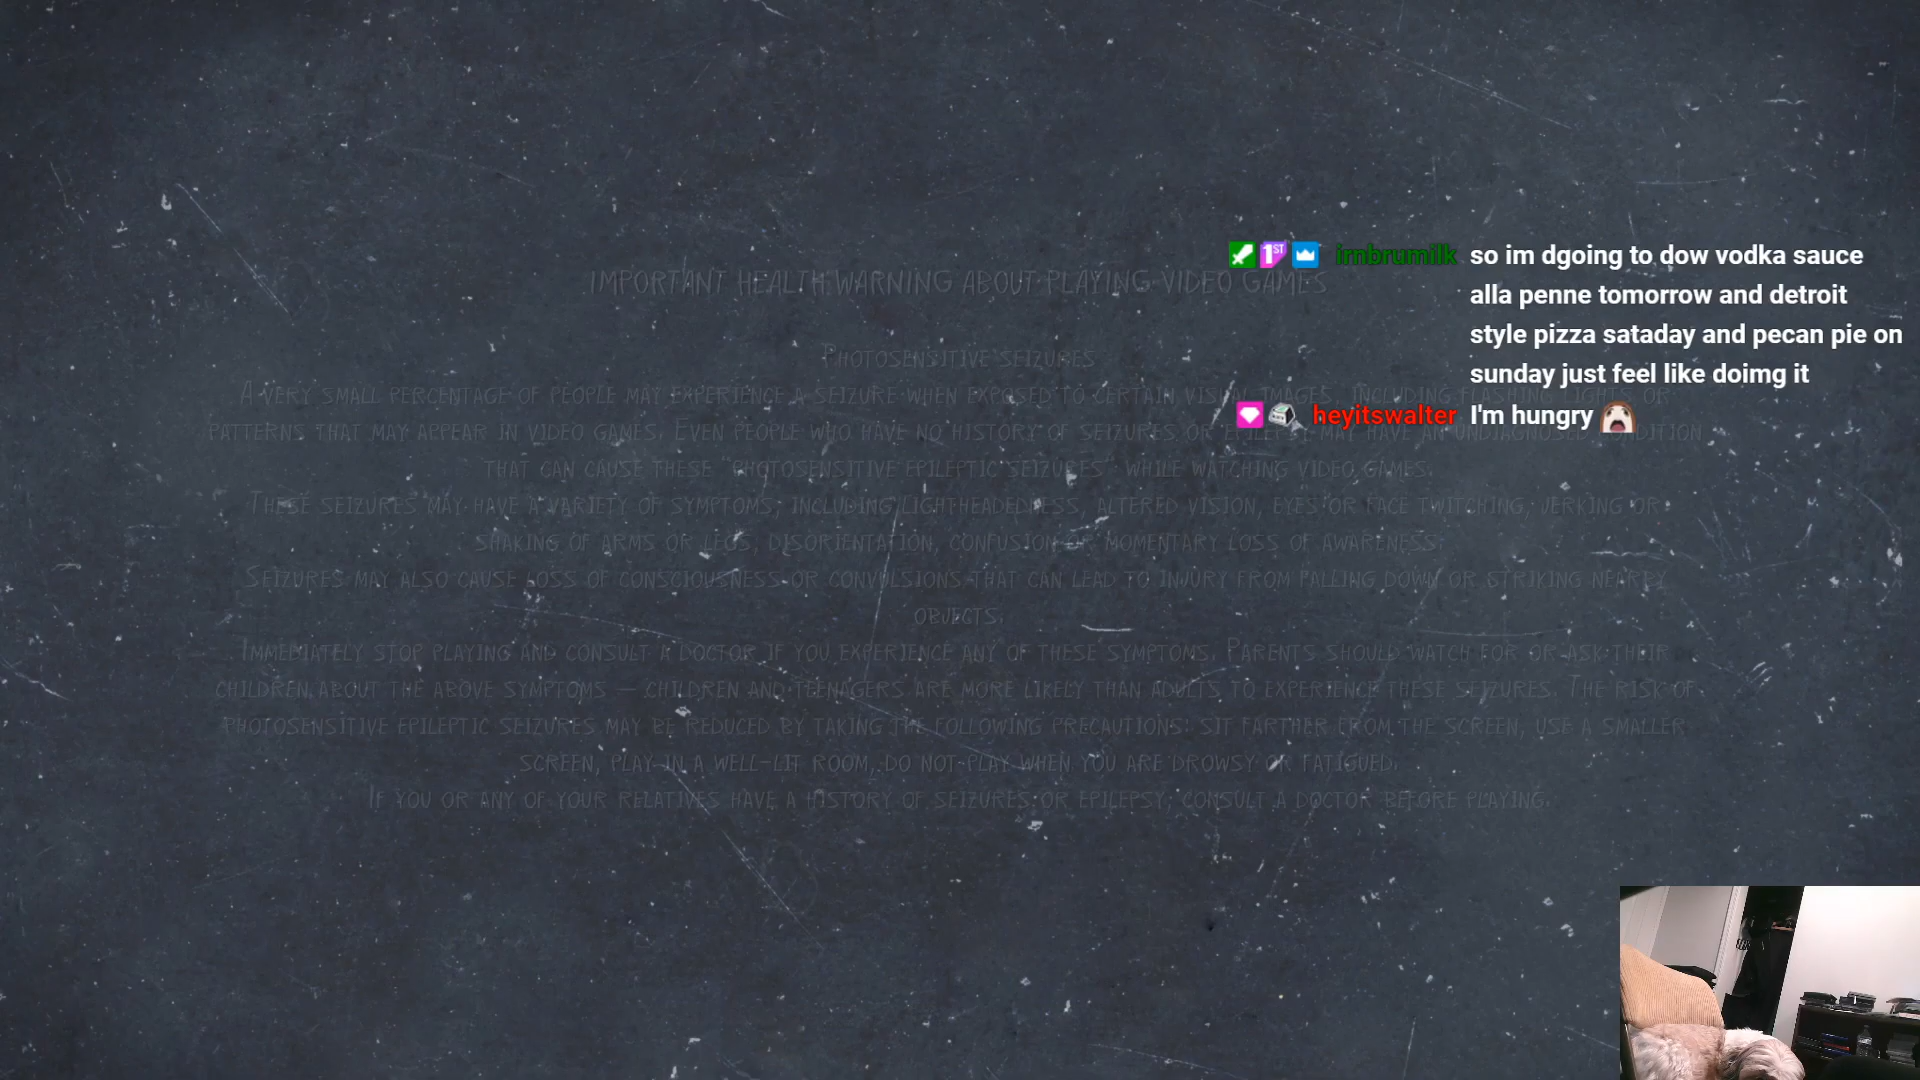 IMPORTANT HEALTH WARNING ABOUT PLAYING VIDEO GAMES
PHOTOSENSITIVE SEIZURES
A VERY SMALL PERCENTAGE OF PEOPLE MAY EXPERIENCE A SEIZURE WHEN EXPOSED TO CERTAIN VISUAL IMAGES, INCLUDING FLASHING LIGHTS OR
PATTERNS THAT MAY APPEAR IN VIDEO GAMES. EVEN PEOPLE WHO HAVE NO HISTORY OF SEIZURES OR EPILEPSY MAY HAVE AN UNDIAGNOSED CONDITION
THAT CAN CAUSE THESE "PHOTOSENSITIVE EPILEPTIC SEIZURES" WHILE WATCHING VIDEO GAMES.
THESE SEIZURES MAY HAVE A VARIETY OF SYMPTOMS, INCLUDING LIGHTHEADEDNESS, ALTERED VISION, EYES OR FACE TWITCHING, JERKING OR
SHAKING OF ARMS OR LEGS, DISORIENTATION, CONFUSION OR MOMENTARY LOSS OF AWARENESS.
SEIZURES MAY ALSO CAUSE LOSS OF CONSCIOUSNESS OR CONVULSIONS THAT CAN LEAD TO INJURY FROM FALLING DOWN OR STRIKING NEARBY
OBJECTS.
IMMEDIATELY STOP PLAYING AND CONSULT A DOCTOR IF YOU EXPERIENCE ANY OF THESE SYMPTOMS. PARENTS SHOULD WATCH FOR OR ASK THEIR
CHILDREN ABOUT THE ABOVE SYMPTOMS — CHILDREN AND TEENAGERS ARE MORE LIKELY THAN ADULTS TO EXPERIENCE THESE SEIZURES. THE RISK OF
PHOTOSENSITIVE EPILEPTIC SEIZURES MAY BE REDUCED BY TAKING THE FOLLOWING PRECAUTIONS: SIT FARTHER FROM THE SCREEN, USE A SMALLER
SCREEN, PLAY IN A WELL-LIT ROOM, DO NOT PLAY WHEN YOU ARE DROWSY OR FATIGUED.
IF YOU OR ANY OF YOUR RELATIVES HAVE A HISTORY OF SEIZURES OR EPILEPSY, CONSULT A DOCTOR BEFORE PLAYING.
1ST irnbrumilk so im dgoing to dow vodka sauce
alla penne tomorrow and detroit
style pizza sataday and pecan pie on
sunday just feel like doimg it
heyitswalter I'm hungry